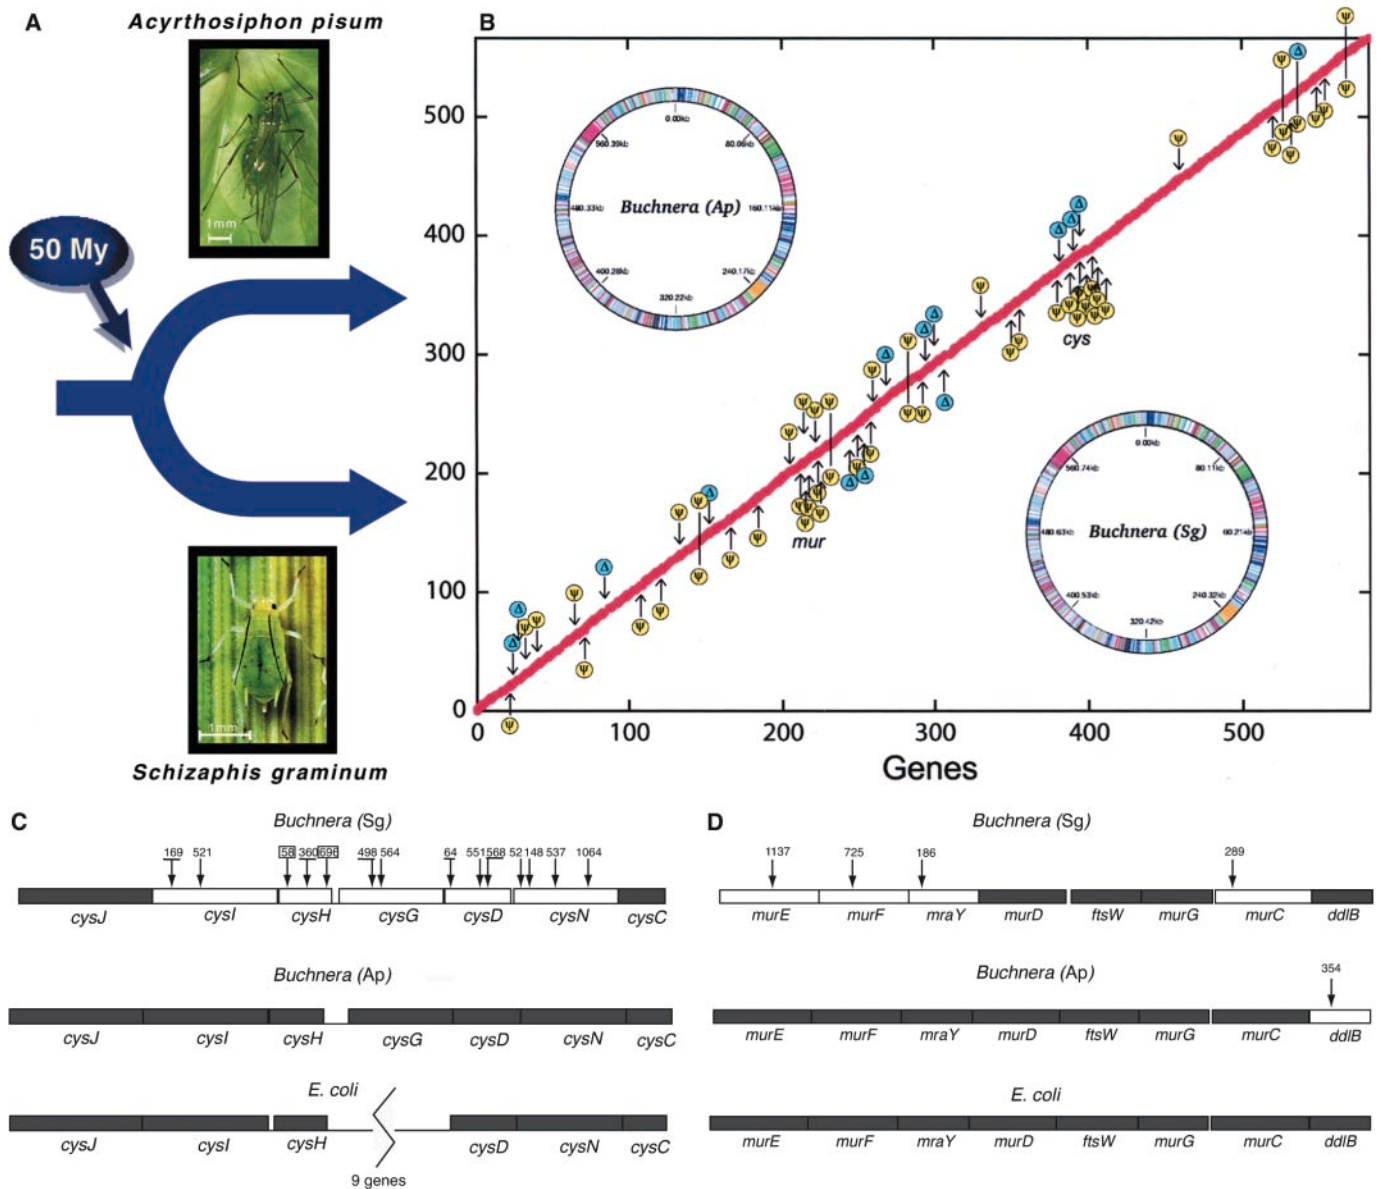 A
Acyrthosiphon pisum
1mm
50 My
1mm
Schizaphis graminum
B
500
400
300
200
100
0
0 100 200 300 400 500
Genes
0.00kb
80.06kb
160.11kb
240.17kb
320.22kb
400.28kb
480.33kb
560.39kb
Buchnera (Ap)
0.00kb
80.11kb
60.21kb
240.32kb
320.42kb
400.53kb
480.63kb
560.74kb
Buchnera (Sg)
cys
mur
C
Buchnera (Sg)
169 521 58 360 696 498 564 64 551 568 52 148 537 1064
cysJ cysI cysH cysG cysD cysN cysC
Buchnera (Ap)
cysJ cysI cysH cysG cysD cysN cysC
E. coli
cysJ cysI cysH cysD cysN cysC
9 genes
D
Buchnera (Sg)
1137 725 186 289
murE murF mraY murD ftsW murG murC ddlB
Buchnera (Ap)
354
murE murF mraY murD ftsW murG murC ddlB
E. coli
murE murF mraY murD ftsW murG murC ddlB